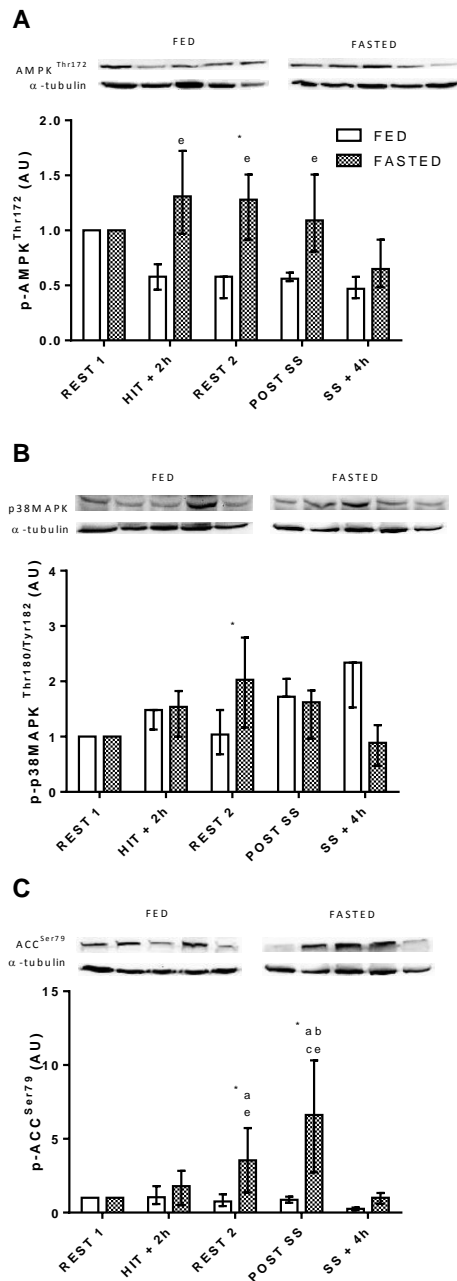 A
FED FASTED
AMPK Thr172
α-tubulin
2.0
1.5
1.0
0.5
0.0
p-AMPK Thr172 (AU)
e
*
e
e
FED
FASTED
REST 1
HIT + 2h
REST 2
POST SS
SS + 4h
B
FED FASTED
p38MAPK
α-tubulin
4
3
2
1
0
p-p38MAPK Thr180/Tyr182 (AU)
*
REST 1
HIT + 2h
REST 2
POST SS
SS + 4h
C
FED FASTED
ACC Ser79
α-tubulin
15
10
5
0
p-ACC Ser79 (AU)
* a
e
* ab
ce
REST 1
HIT + 2h
REST 2
POST SS
SS + 4h